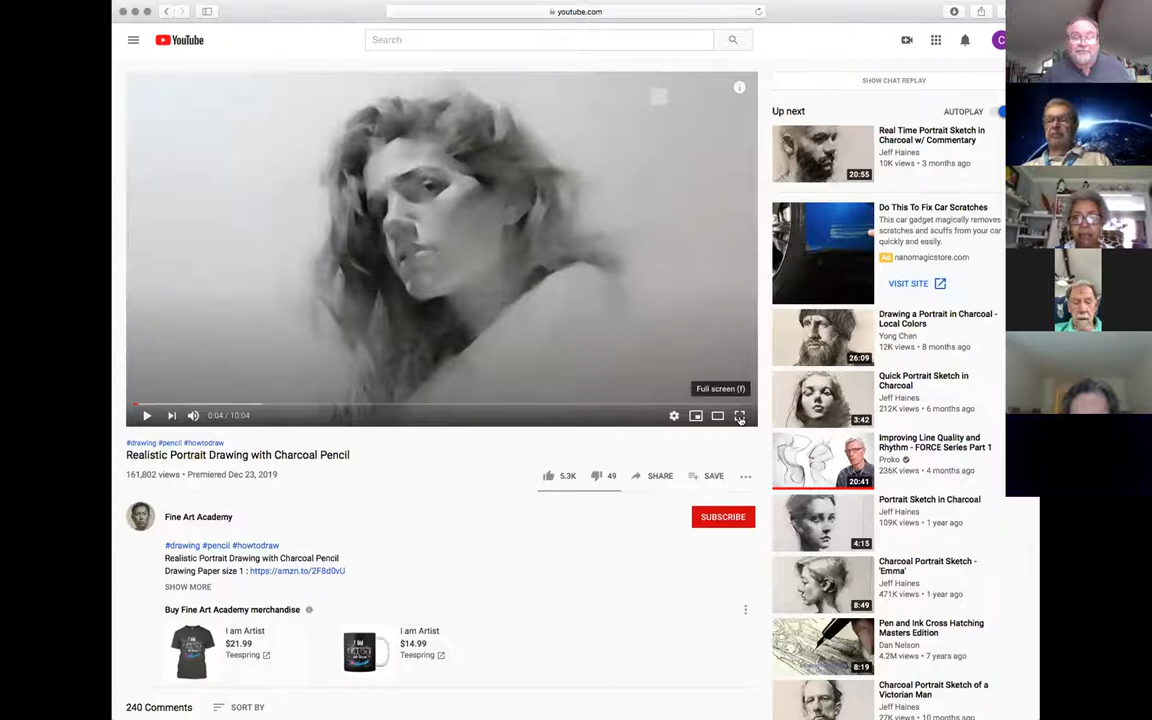 youtube.com
YouTube
Search
C
SHOW CHAT REPLAY
Up next
AUTOPLAY
Real Time Portrait Sketch in
Charcoal w/ Commentary
Jeff Haines
10K views • 3 months ago
20:55
Do This To Fix Car Scratches
This car gadget magically removes
scratches and scuffs from your car
quickly and easily.
Ad nanomagicstore.com
VISIT SITE
Drawing a Portrait in Charcoal -
Local Colors
Yong Chen
12K views • 8 months ago
26:09
Quick Portrait Sketch in
Charcoal
Jeff Haines
212K views • 6 months ago
3:42
Improving Line Quality and
Rhythm - FORCE Series Part 1
Proko
236K views • 4 months ago
20:41
Portrait Sketch in Charcoal
Jeff Haines
109K views • 1 year ago
4:15
Charcoal Portrait Sketch -
'Emma'
Jeff Haines
471K views • 1 year ago
8:49
Pen and Ink Cross Hatching
Masters Edition
Dan Nelson
4.2M views • 7 years ago
8:19
Charcoal Portrait Sketch of a
Victorian Man
Jeff Haines
27K views • 10 months ago
Full screen (f)
0:04 / 10:04
#drawing #pencil #howtodraw
Realistic Portrait Drawing with Charcoal Pencil
161,802 views • Premiered Dec 23, 2019
5.3K
49
SHARE
SAVE
Fine Art Academy
SUBSCRIBE
#drawing #pencil #howtodraw
Realistic Portrait Drawing with Charcoal Pencil
Drawing Paper size 1 : https://amzn.to/2F8d0vU
SHOW MORE
Buy Fine Art Academy merchandise
I am Artist
$21.99
Teespring
I am Artist
$14.99
Teespring
240 Comments
SORT BY